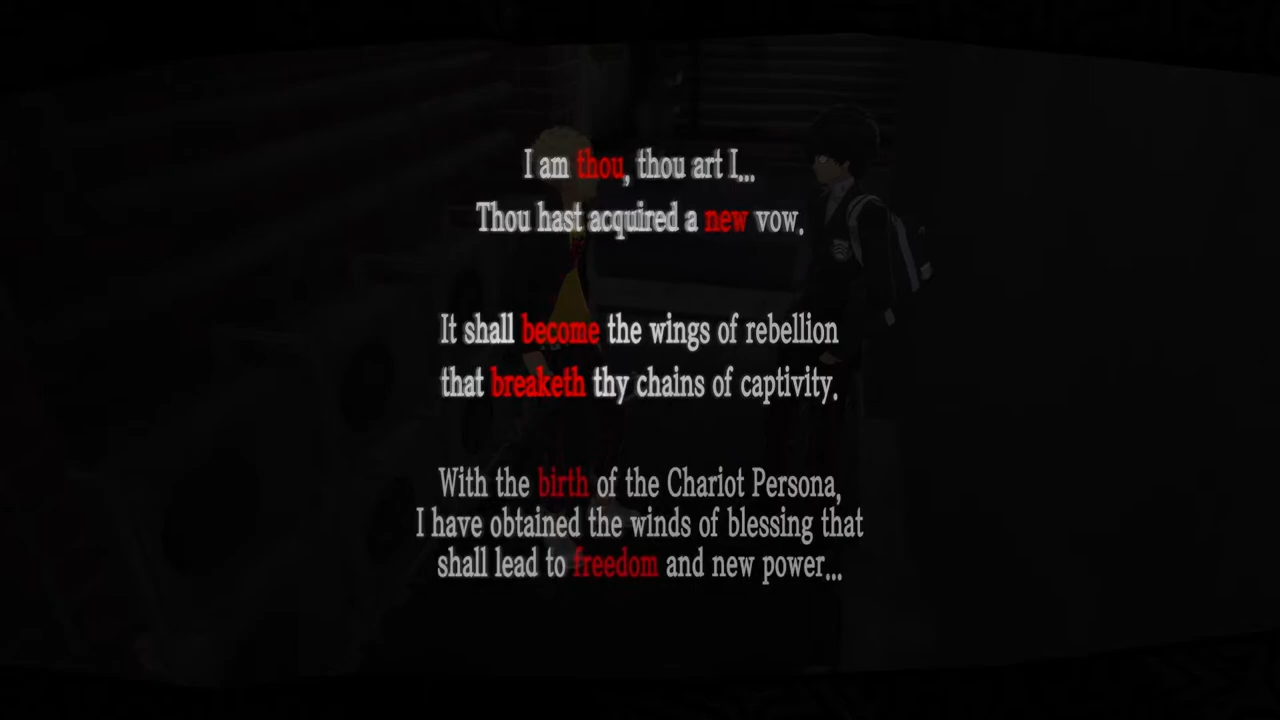 I am thou, thou art I...
Thou hast acquired a new vow.
It shall become the wings of rebellion
that breaketh thy chains of captivity.
With the birth of the Chariot Persona,
I have obtained the winds of blessing that
shall lead to freedom and new power...